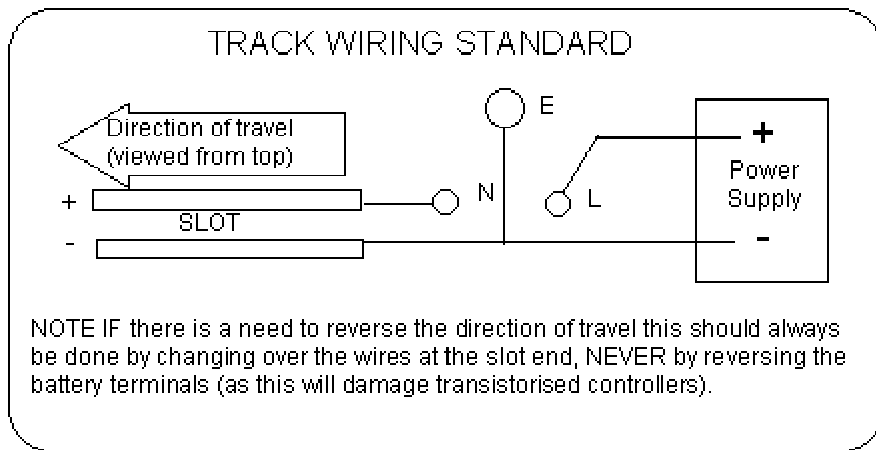 TRACK WIRING STANDARD
E
Direction of travel
(viewed from top)
+
Power
Supply
N
L
+
SLOT
-
-
NOTE IF there is a need to reverse the direction of travel this should always
be done by changing over the wires at the slot end, NEVER by reversing the
battery terminals (as this will damage transistorised controllers).